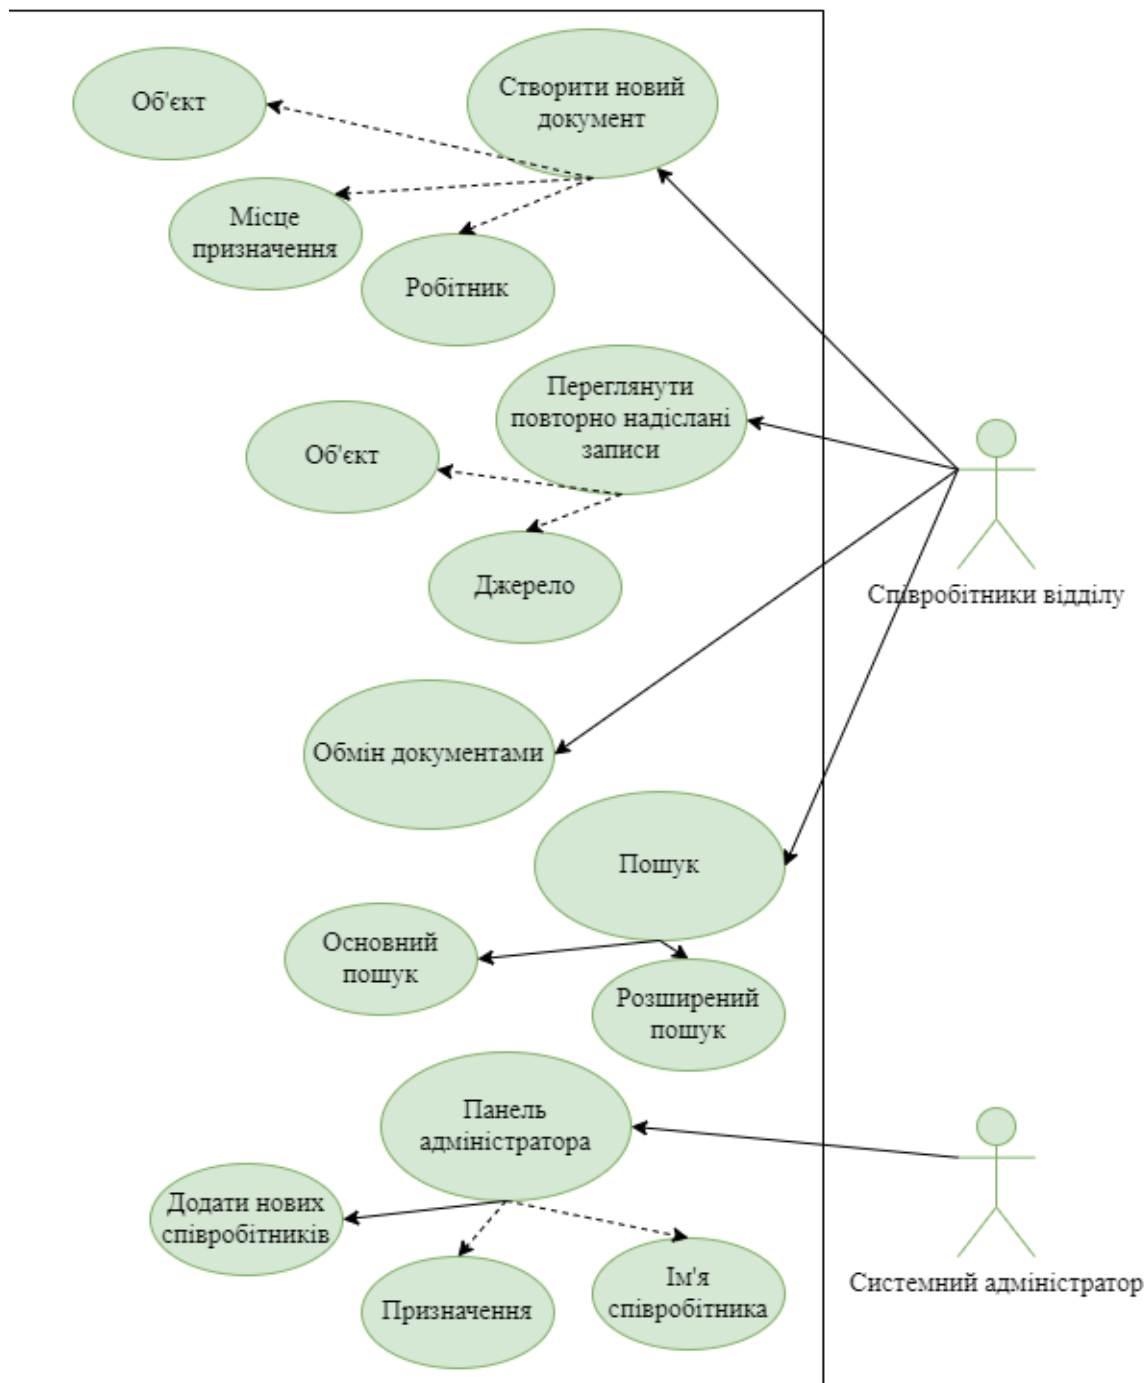 Створити новий
документ
Об'єкт
Місце
призначення
Робітник
Переглянути
повторно надіслані
записи
Об'єкт
Джерело
Співробітники відділу
Обмін документами
Пошук
Основний
пошук
Розширений
пошук
Панель
адміністратора
Додати нових
співробітників
Призначення
Ім'я
співробітника
Системний адміністратор